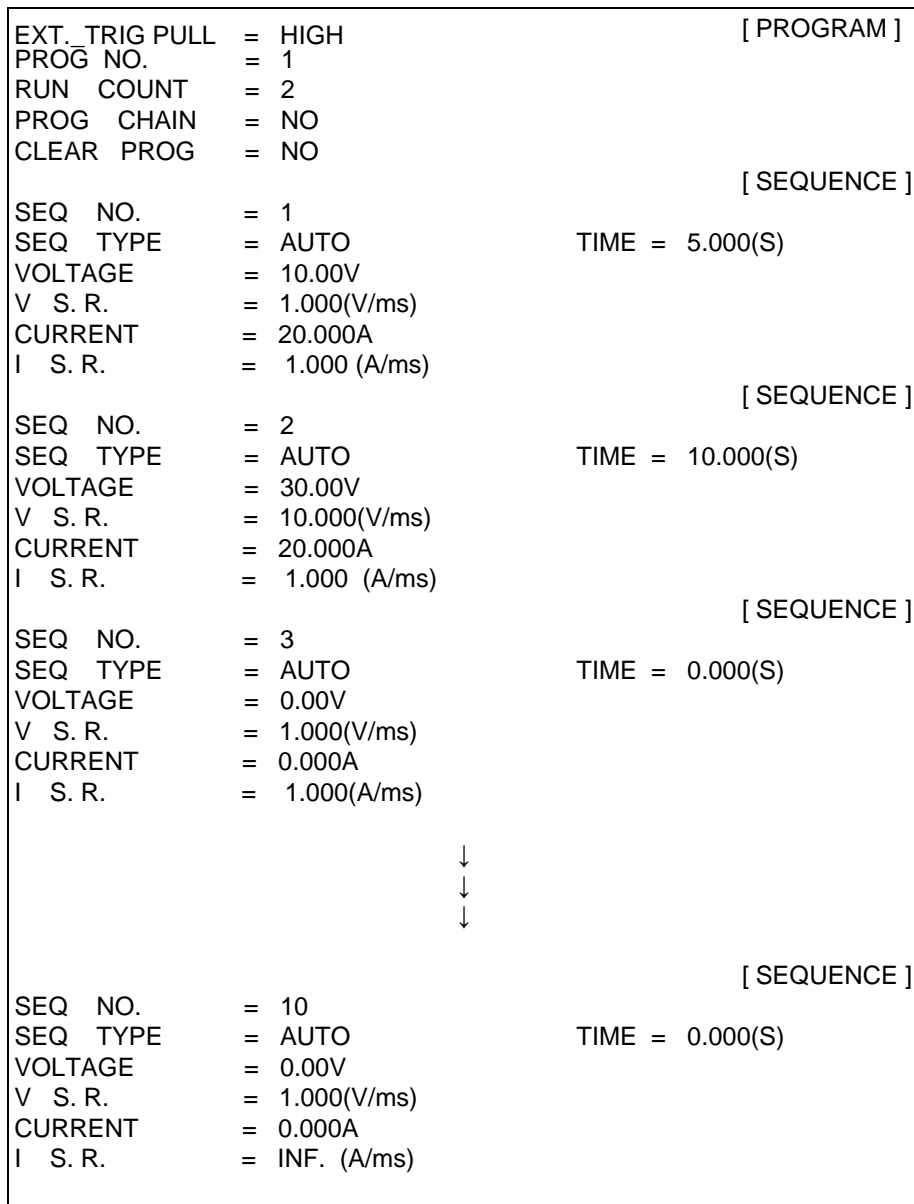 [ PROGRAM ]
EXT._TRIG PULL = HIGH
PROG NO. = 1
RUN COUNT = 2
PROG CHAIN = NO
CLEAR PROG = NO
[ SEQUENCE ]
SEQ NO. = 1
SEQ TYPE = AUTO TIME = 5.000(S)
VOLTAGE = 10.00V
V S. R. = 1.000(V/ms)
CURRENT = 20.000A
I S. R. = 1.000 (A/ms)
[ SEQUENCE ]
SEQ NO. = 2
SEQ TYPE = AUTO TIME = 10.000(S)
VOLTAGE = 30.00V
V S. R. = 10.000(V/ms)
CURRENT = 20.000A
I S. R. = 1.000 (A/ms)
[ SEQUENCE ]
SEQ NO. = 3
SEQ TYPE = AUTO TIME = 0.000(S)
VOLTAGE = 0.00V
V S. R. = 1.000(V/ms)
CURRENT = 0.000A
I S. R. = 1.000(A/ms)
↓
↓
↓
[ SEQUENCE ]
SEQ NO. = 10
SEQ TYPE = AUTO TIME = 0.000(S)
VOLTAGE = 0.00V
V S. R. = 1.000(V/ms)
CURRENT = 0.000A
I S. R. = INF. (A/ms)